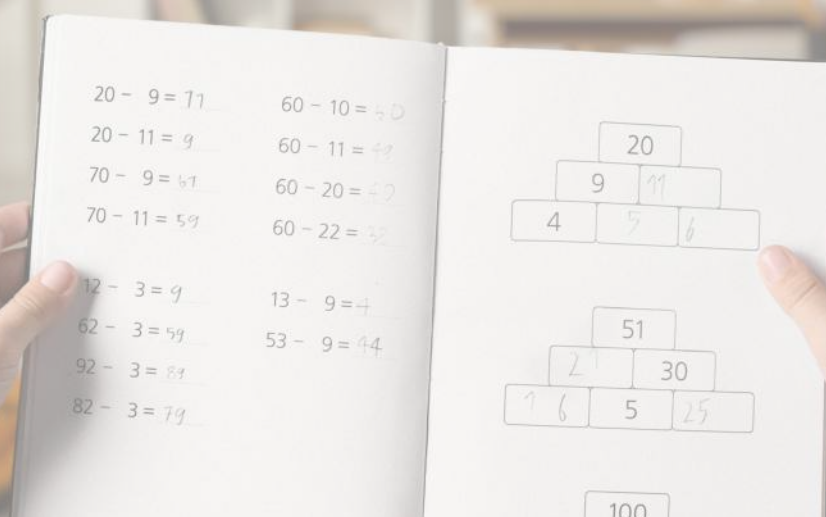 20 - 9 = 11
20 - 11 = 9
70 - 9 = 61
70 - 11 = 59
12 - 3 = 9
62 - 3 = 59
92 - 3 = 89
82 - 3 = 79
60 - 10 = 50
60 - 11 = 49
60 - 20 =
60 - 22 =
13 - 9 = 4
53 - 9 = 44
20
9 11
4 5 6
51
21 30
16 5 25
100